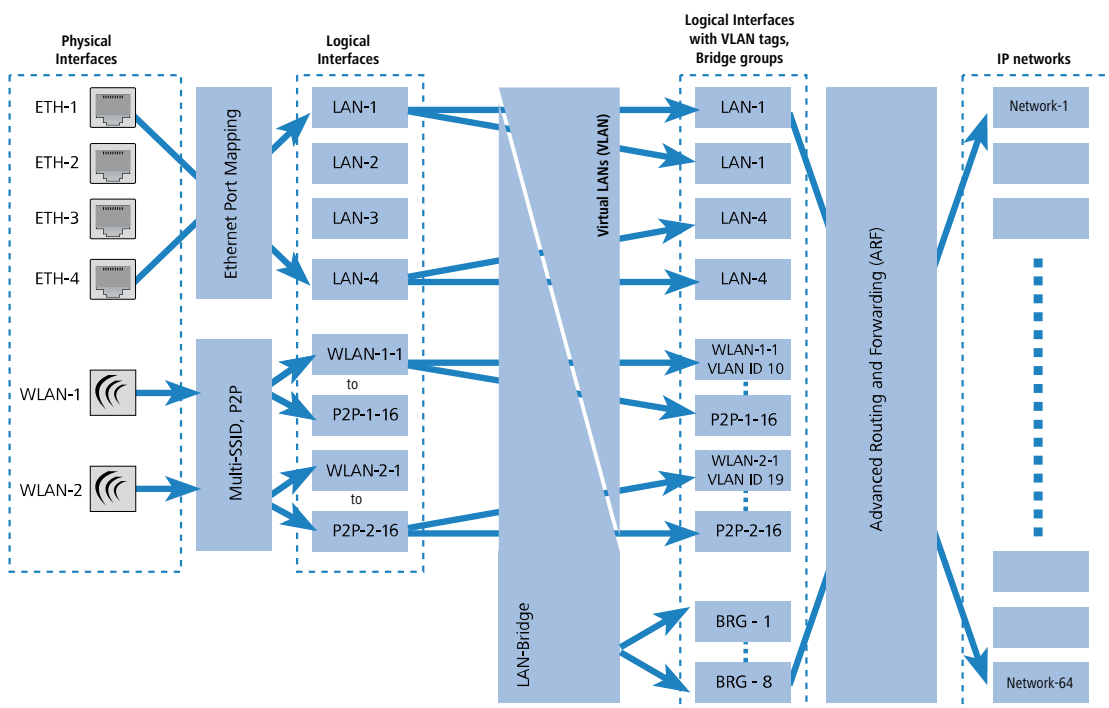 Physical
Interfaces
Logical
Interfaces
Logical Interfaces
with VLAN tags,
Bridge groups
IP networks
ETH-1
ETH-2
ETH-3
ETH-4
WLAN-1
WLAN-2
Ethernet Port Mapping
Multi-SSID, P2P
LAN-1
LAN-2
LAN-3
LAN-4
WLAN-1-1
to
P2P-1-16
WLAN-2-1
to
P2P-2-16
Virtual LANs (VLAN)
LAN-Bridge
LAN-1
LAN-1
LAN-4
LAN-4
WLAN-1-1
VLAN ID 10
P2P-1-16
WLAN-2-1
VLAN ID 19
P2P-2-16
BRG - 1
BRG - 8
Advanced Routing and Forwarding (ARF)
Network-1
Network-64